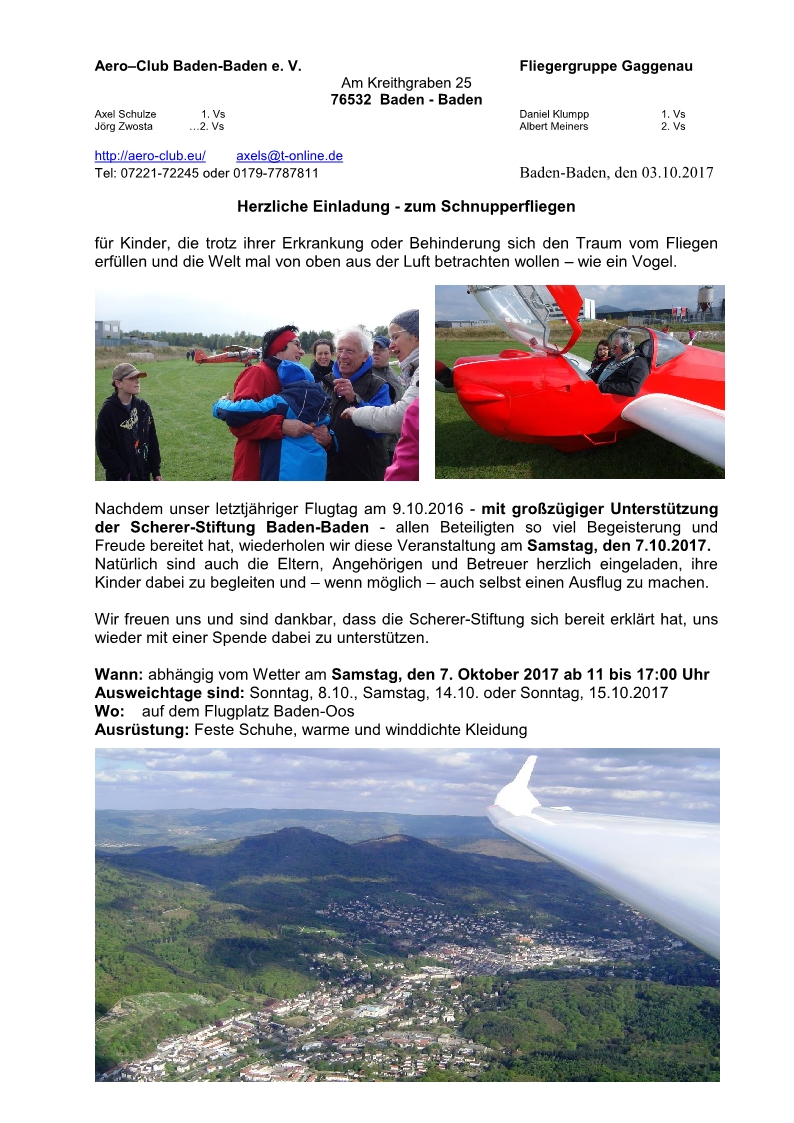 Aero–Club Baden-Baden e. V.
Fliegergruppe Gaggenau
Am Kreithgraben 25
76532 Baden - Baden
Axel Schulze 1. Vs
Daniel Klumpp 1. Vs
Jörg Zwosta …2. Vs
Albert Meiners 2. Vs
http://aero-club.eu/ axels@t-online.de
Tel: 07221-72245 oder 0179-7787811
Baden-Baden, den 03.10.2017
Herzliche Einladung - zum Schnupperfliegen
für Kinder, die trotz ihrer Erkrankung oder Behinderung sich den Traum vom Fliegen
erfüllen und die Welt mal von oben aus der Luft betrachten wollen – wie ein Vogel.
Nachdem unser letztjähriger Flugtag am 9.10.2016 - mit großzügiger Unterstützung
der Scherer-Stiftung Baden-Baden - allen Beteiligten so viel Begeisterung und
Freude bereitet hat, wiederholen wir diese Veranstaltung am Samstag, den 7.10.2017.
Natürlich sind auch die Eltern, Angehörigen und Betreuer herzlich eingeladen, ihre
Kinder dabei zu begleiten und – wenn möglich – auch selbst einen Ausflug zu machen.
Wir freuen uns und sind dankbar, dass die Scherer-Stiftung sich bereit erklärt hat, uns
wieder mit einer Spende dabei zu unterstützen.
Wann: abhängig vom Wetter am Samstag, den 7. Oktober 2017 ab 11 bis 17:00 Uhr
Ausweichtage sind: Sonntag, 8.10., Samstag, 14.10. oder Sonntag, 15.10.2017
Wo: auf dem Flugplatz Baden-Oos
Ausrüstung: Feste Schuhe, warme und winddichte Kleidung